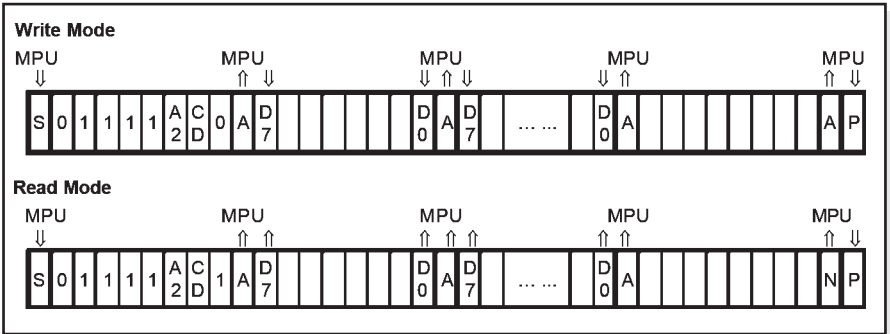 Write Mode
MPU MPU MPU MPU MPU
⇓ ⇑ ⇓ ⇓ ⇑ ⇓ ⇓ ⇑ ⇑ ⇓
S 0 1 1 1 1 A2 CD 0 A D7 D0 A D7 ... ... D0 A A P
Read Mode
MPU MPU MPU MPU MPU
⇓ ⇑ ⇑ ⇑ ⇑ ⇑ ⇑ ⇑ ⇑ ⇓
S 0 1 1 1 1 A2 CD 1 A D7 D0 A D7 ... ... D0 A N P